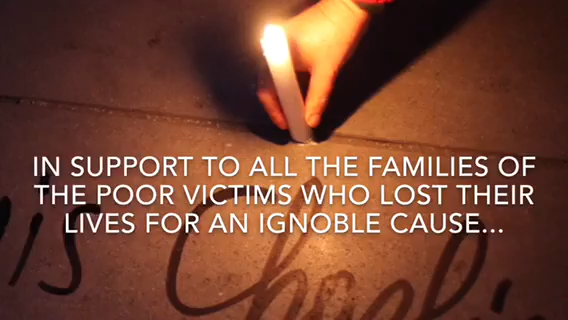 IN SUPPORT TO ALL THE FAMILIES OF
THE POOR VICTIMS WHO LOST THEIR
LIVES FOR AN IGNOBLE CAUSE...